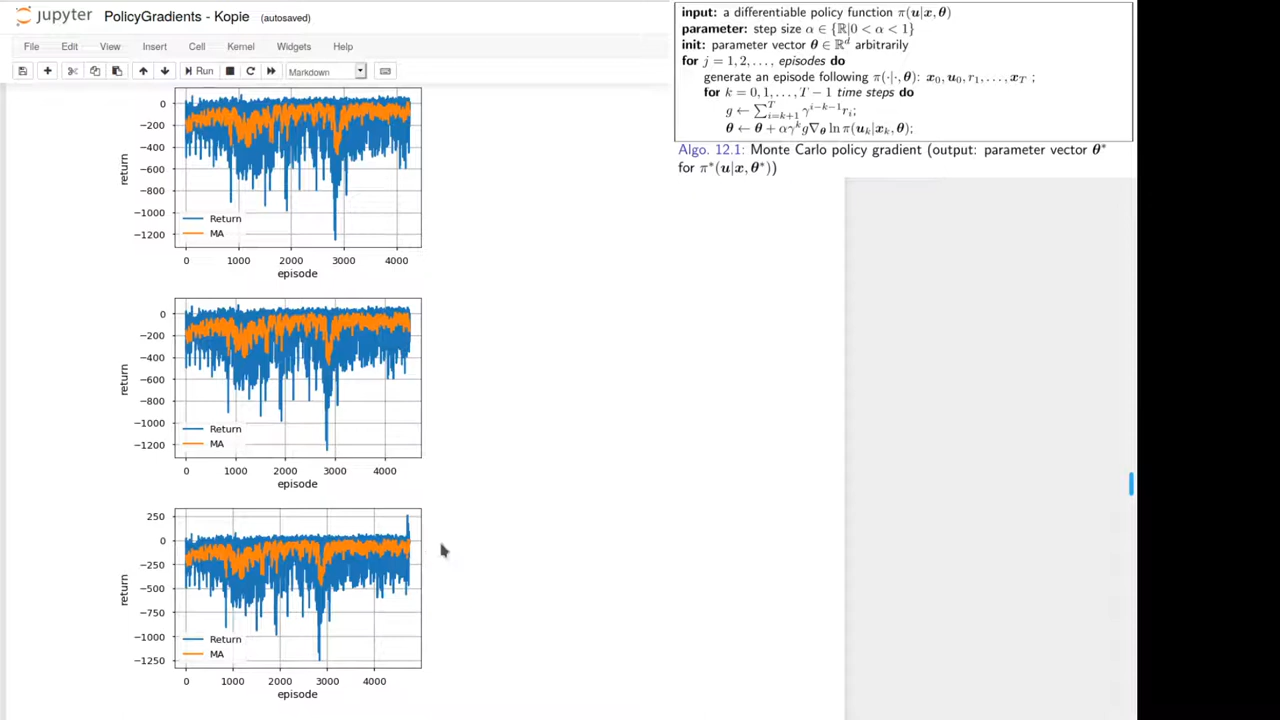 jupyter PolicyGradients - Kopie (autosaved)
File Edit View Insert Cell Kernel Widgets Help
Run Markdown
0
−200
−400
−600
−800
−1000
−1200
return
Return
MA
0 1000 2000 3000 4000
episode
0
−200
−400
−600
−800
−1000
−1200
return
Return
MA
0 1000 2000 3000 4000
episode
250
0
−250
−500
−750
−1000
−1250
return
Return
MA
0 1000 2000 3000 4000
episode
input: a differentiable policy function π(u|x, θ)
parameter: step size α ∈ {ℝ|0 < α < 1}
init: parameter vector θ ∈ ℝ^d arbitrarily
for j = 1, 2, . . . , episodes do
generate an episode following π(·|·, θ): x_0, u_0, r_1, . . . , x_T ;
for k = 0, 1, . . . , T − 1 time steps do
g ← ∑_{i=k+1}^{T} γ^{i−k−1} r_i;
θ ← θ + αγ^k g∇_θ ln π(u_k|x_k, θ);
Algo. 12.1: Monte Carlo policy gradient (output: parameter vector θ*
for π*(u|x, θ*))